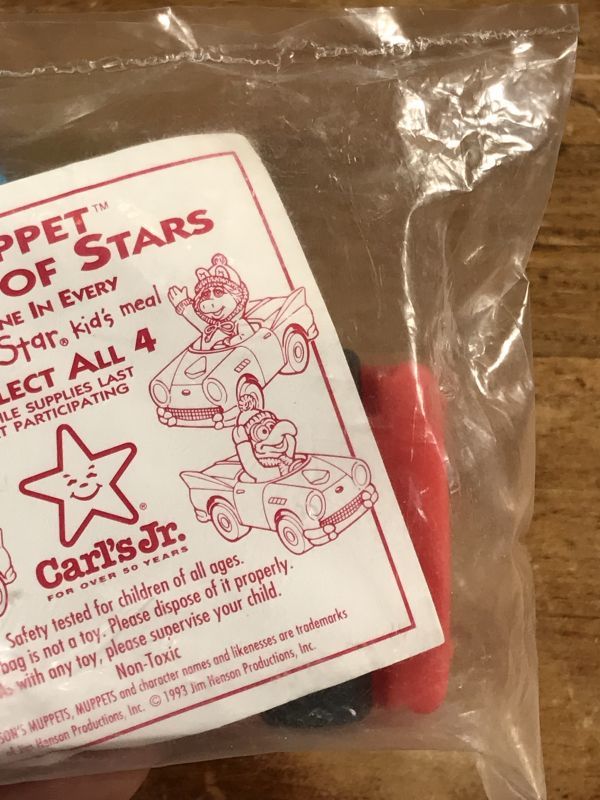 PPET™
OF STARS
NE IN EVERY
Star® kid's meal
LECT ALL 4
ILE SUPPLIES LAST
T PARTICIPATING
Carl's Jr.®
FOR OVER 50 YEARS
Safety tested for children of all ages.
bag is not a toy. Please dispose of it properly.
with any toy, please supervise your child.
Non-Toxic
SON'S MUPPETS, MUPPETS and character names and likenesses are trademarks
Henson Productions, Inc. © 1993 Jim Henson Productions, Inc.